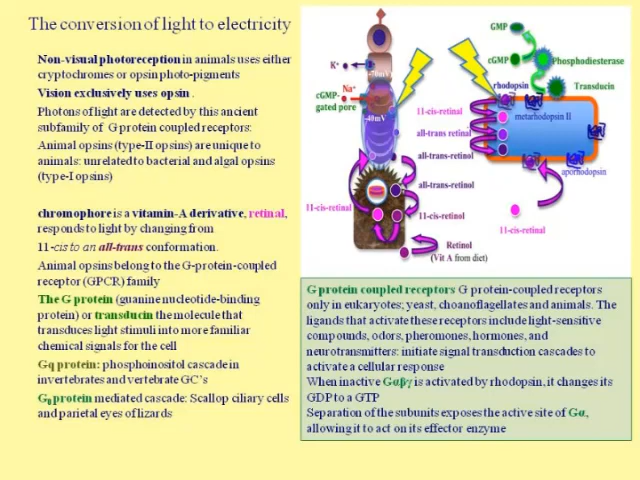 The conversion of light to electricity
Non-visual photoreception in animals uses either
cryptochromes or opsin photo-pigments
Vision exclusively uses opsin .
Photons of light are detected by this ancient
subfamily of G protein coupled receptors:
Animal opsins (type-II opsins) are unique to
animals: unrelated to bacterial and algal opsins
(type-I opsins)
chromophore is a vitamin-A derivative, retinal,
responds to light by changing from
11-cis to an all-trans conformation.
Animal opsins belong to the G-protein-coupled
receptor (GPCR) family
The G protein (guanine nucleotide-binding
protein) or transducin the molecule that
transduces light stimuli into more familiar
chemical signals for the cell
Gq protein: phosphoinositol cascade in
invertebrates and vertebrate GC's
G0 protein mediated cascade: Scallop ciliary cells
and parietal eyes of lizards
K+
-70mV
Na+
cGMP-
gated pore
-40mV
11-cis-retinal
all-trans retinal
all-trans-retinol
all-trans-retinol
11-cis-retinal
11-cis-retinol
Retinol
(Vit A from diet)
GMP
cGMP
Phosphodiesterase
rhodopsin
Transducin
metarhodopsin II
aporhodopsin
11-cis-retinal
G protein coupled receptors G protein-coupled receptors
only in eukaryotes; yeast, choanoflagellates and animals. The
ligands that activate these receptors include light-sensitive
compounds, odors, pheromones, hormones, and
neurotransmitters: initiate signal transduction cascades to
activate a cellular response
When inactive Gαβγ is activated by rhodopsin, it changes its
GDP to a GTP
Separation of the subunits exposes the active site of Gα,
allowing it to act on its effector enzyme